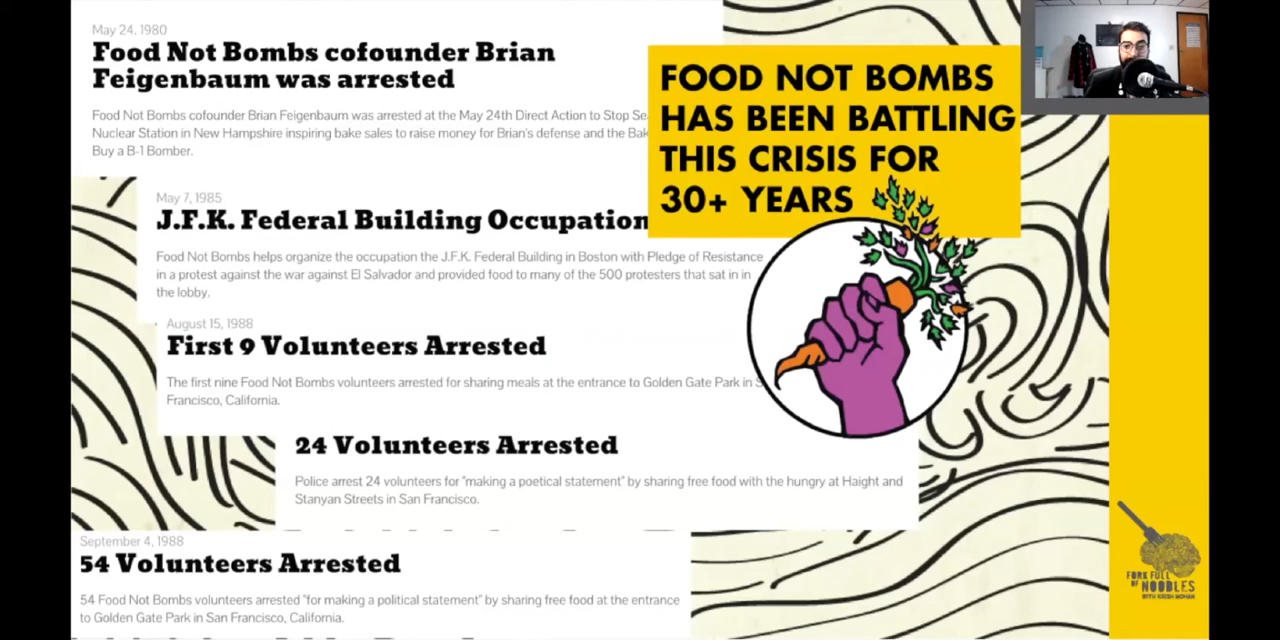 May 24, 1980
Food Not Bombs cofounder Brian
Feigenbaum was arrested
Food Not Bombs cofounder Brian Feigenbaum was arrested at the May 24th Direct Action to Stop
Nuclear Station in New Hampshire inspiring bake sales to raise money for Brian's defense and the
Buy a B-1 Bomber.
FOOD NOT BOMBS
HAS BEEN BATTLING
THIS CRISIS FOR
30+ YEARS
May 7, 1985
J.F.K. Federal Building Occupation
Food Not Bombs helps organize the occupation the J.F.K. Federal Building in Boston with Pledge of Resistance
in a protest against the war against El Salvador and provided food to many of the 500 protesters that sat in in
the lobby.
August 15, 1988
First 9 Volunteers Arrested
The first nine Food Not Bombs volunteers arrested for sharing meals at the entrance to Golden Gate Park in
Francisco, California.
24 Volunteers Arrested
Police arrest 24 volunteers for "making a poetical statement" by sharing free food with the hungry at Haight and
Stanyan Streets in San Francisco.
September 4, 1988
54 Volunteers Arrested
54 Food Not Bombs volunteers arrested "for making a political statement" by sharing free food at the entrance
to Golden Gate Park in San Francisco, California.
FORK FULL
OF NOODLES
WITH KRISH MOHAN